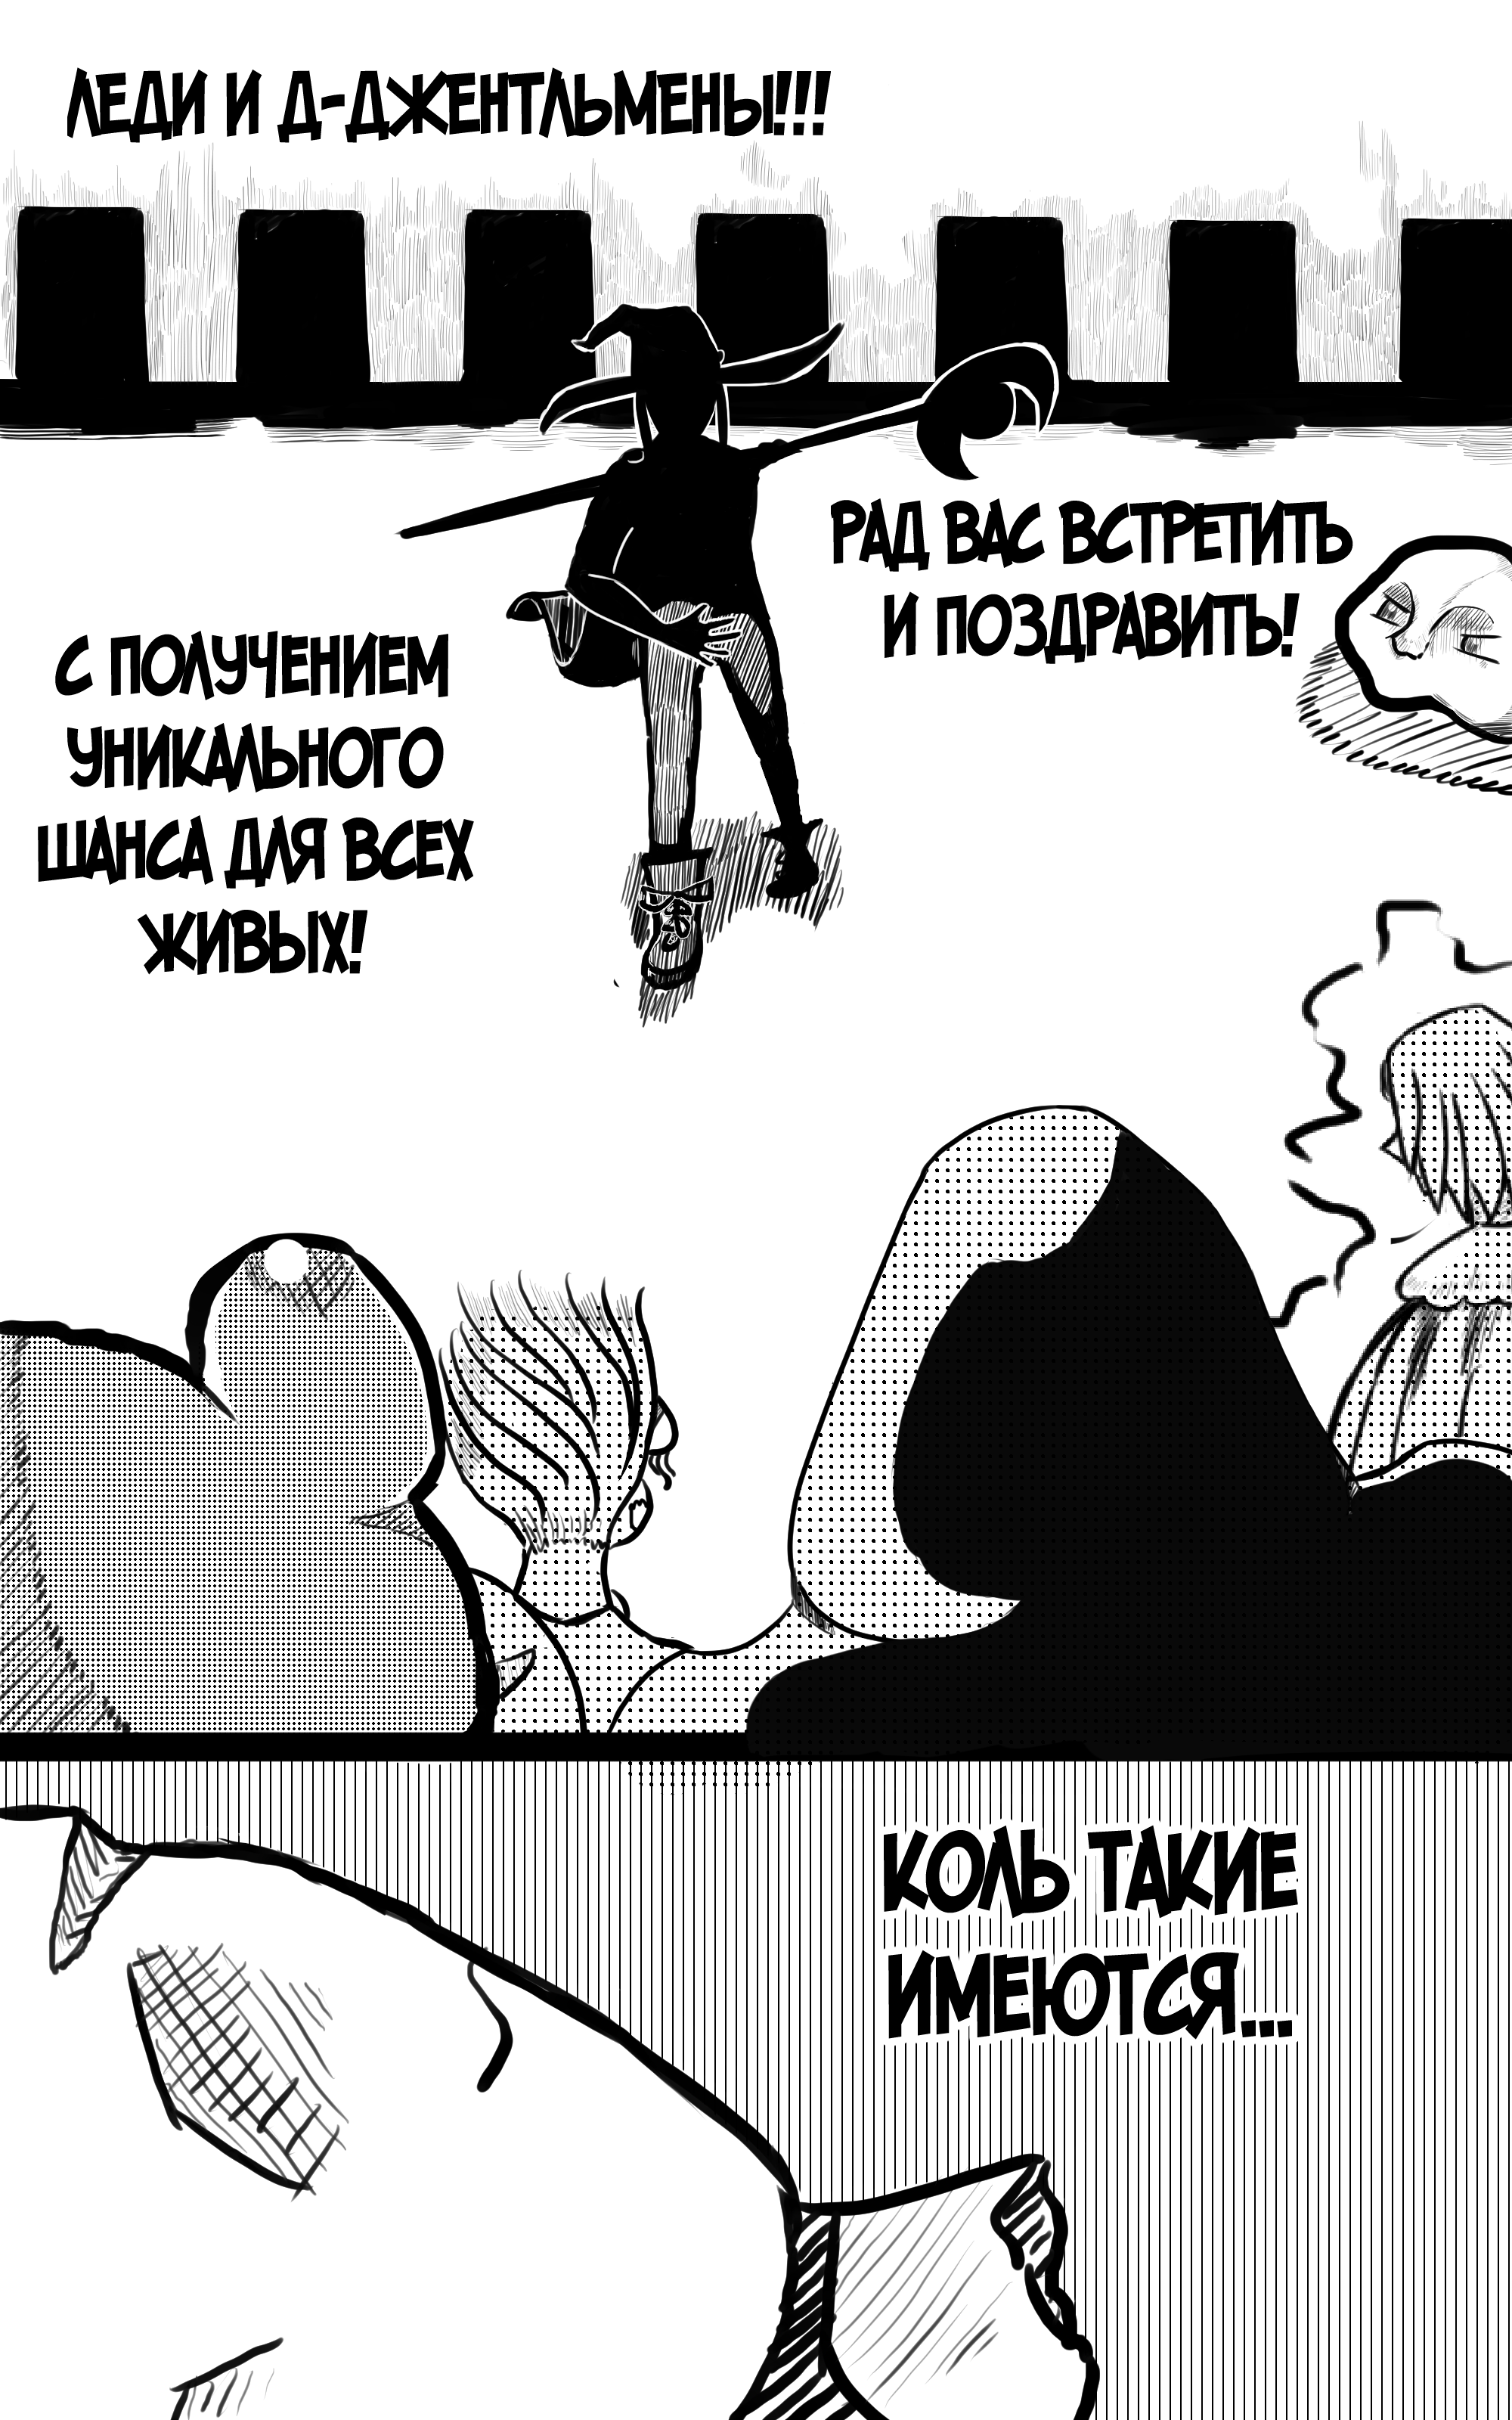 ЛЕДИ И Д-ДЖЕНТЛЬМЕНЫ!!!
РАД ВАС ВСТРЕТИТЬ
И ПОЗДРАВИТЬ!
С ПОЛУЧЕНИЕМ
УНИКАЛЬНОГО
ШАНСА ДЛЯ ВСЕХ
ЖИВЫХ!
КОЛЬ ТАКИЕ
ИМЕЮТСЯ...